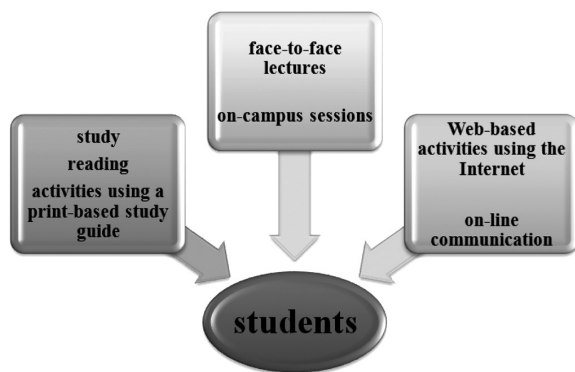 study
reading
activities using a
print-based study
guide
face-to-face
lectures
on-campus sessions
Web-based
activities using the
Internet
on-line
communication
students